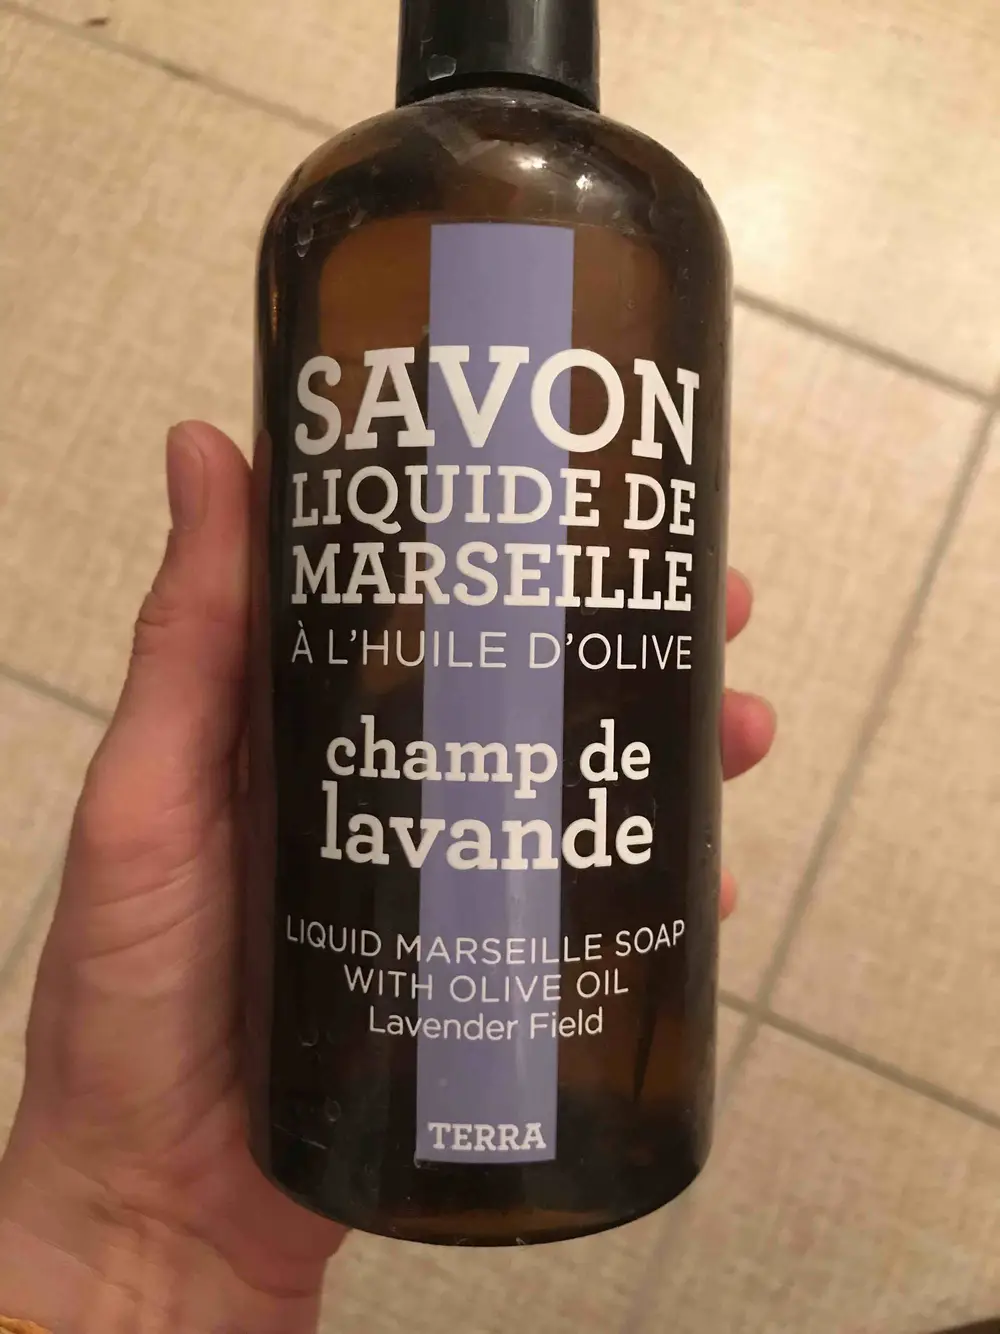 SAVON
LIQUIDE DE
MARSEILLE
À L'HUILE D'OLIVE
champ de
lavande
LIQUID MARSEILLE SOAP
WITH OLIVE OIL
Lavender Field
TERRA